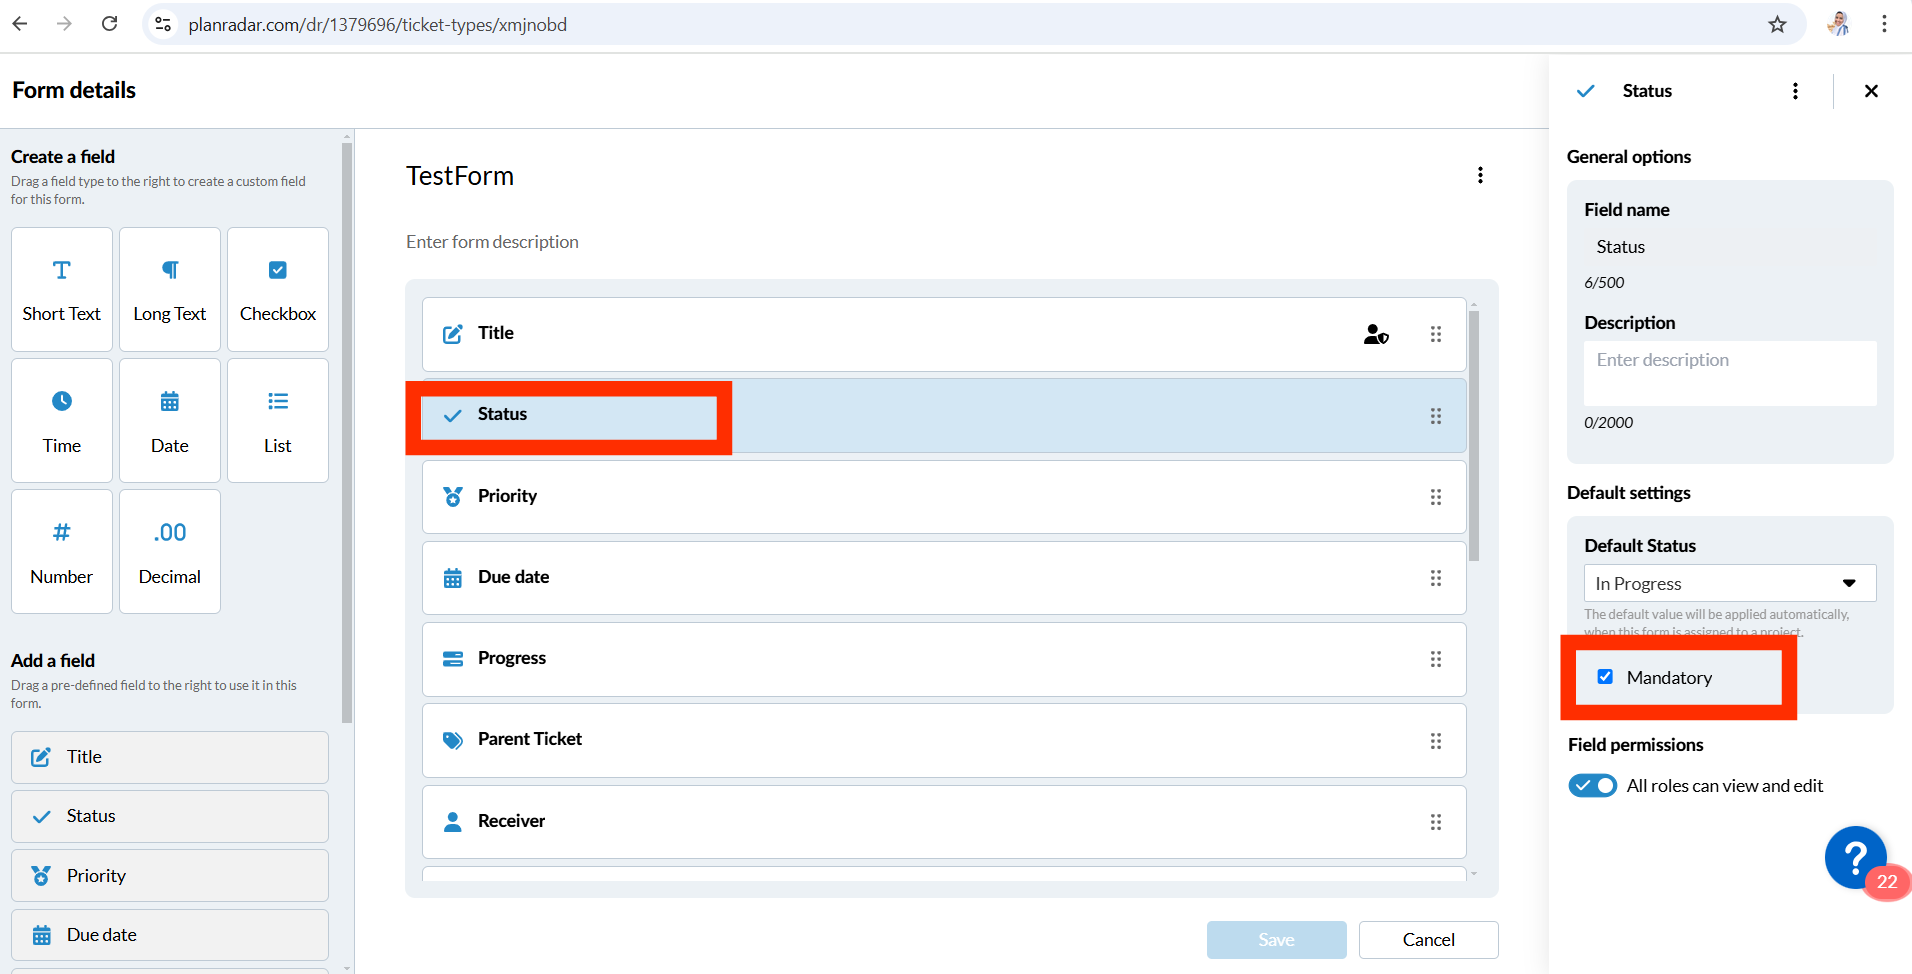 planradar.com/dr/1379696/ticket-types/xmjnobd
Form details
Create a field
Drag a field type to the right to create a custom field
for this form.
Short Text
Long Text
Checkbox
Time
Date
List
Number
.00
Decimal
Add a field
Drag a pre-defined field to the right to use it in this
form.
Title
Status
Priority
Due date
TestForm
Enter form description
Title
Status
Priority
Due date
Progress
Parent Ticket
Receiver
Save
Cancel
Status
General options
Field name
Status
6/500
Description
Enter description
0/2000
Default settings
Default Status
In Progress
The default value will be applied automatically,
when this form is assigned to a project.
Mandatory
Field permissions
All roles can view and edit
?
22